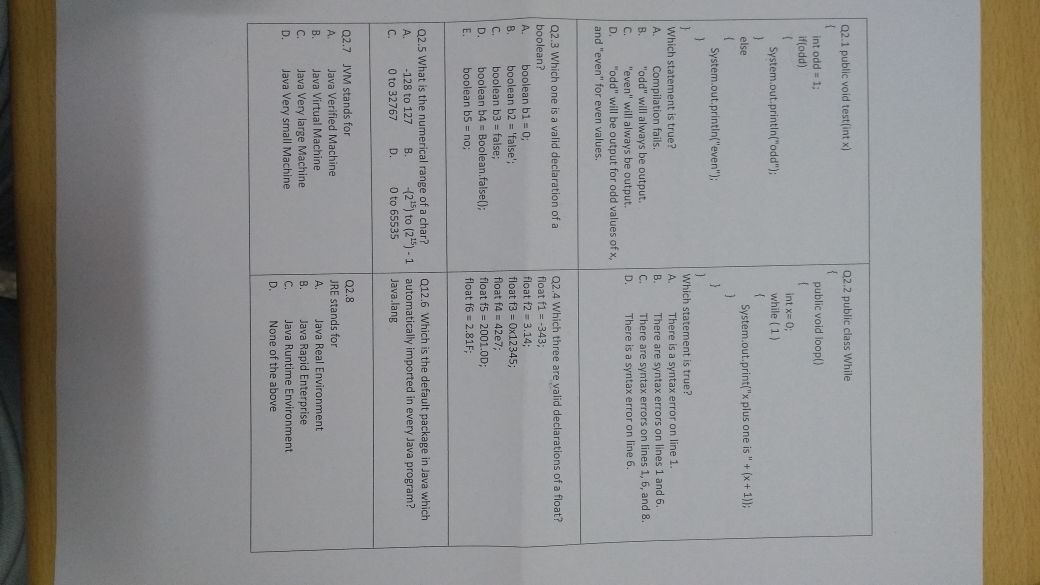 Q2.1 public void test(int x)
{
int odd = 1;
if(odd)
{
System.out.println("odd");
}
else
{
System.out.println("even");
}
}
Which statement is true?
A. Compilation fails.
B. "odd" will always be output.
C. "even" will always be output.
D. "odd" will be output for odd values of x,
and "even" for even values.
Q2.2 public class While
{
public void loop()
{
int x= 0;
while ( 1 )
{
System.out.print("x plus one is " + (x + 1));
}
}
}
Which statement is true?
A. There is a syntax error on line 1.
B. There are syntax errors on lines 1 and 6.
C. There are syntax errors on lines 1, 6, and 8.
D. There is a syntax error on line 6.
Q2.3 Which one is a valid declaration of a
boolean?
A. boolean b1 = 0;
B. boolean b2 = 'false';
C. boolean b3 = false;
D. boolean b4 = Boolean.false();
E. boolean b5 = no;
Q2.4 Which three are valid declarations of a float?
float f1 = -343;
float f2 = 3.14;
float f3 = 0x12345;
float f4 = 42e7;
float f5 = 2001.0D;
float f6 = 2.81F;
Q2.5 What is the numerical range of a char?
A. -128 to 127 B. -(2¹⁵) to (2¹⁵) - 1
C. 0 to 32767 D. 0 to 65535
Q12.6 Which is the default package in Java which
automatically imported in every Java program?
Java.lang
Q2.7 JVM stands for
A. Java Verified Machine
B. Java Virtual Machine
C. Java Very large Machine
D. Java Very small Machine
Q2.8
JRE stands for
A. Java Real Environment
B. Java Rapid Enterprise
C. Java Runtime Environment
D. None of the above